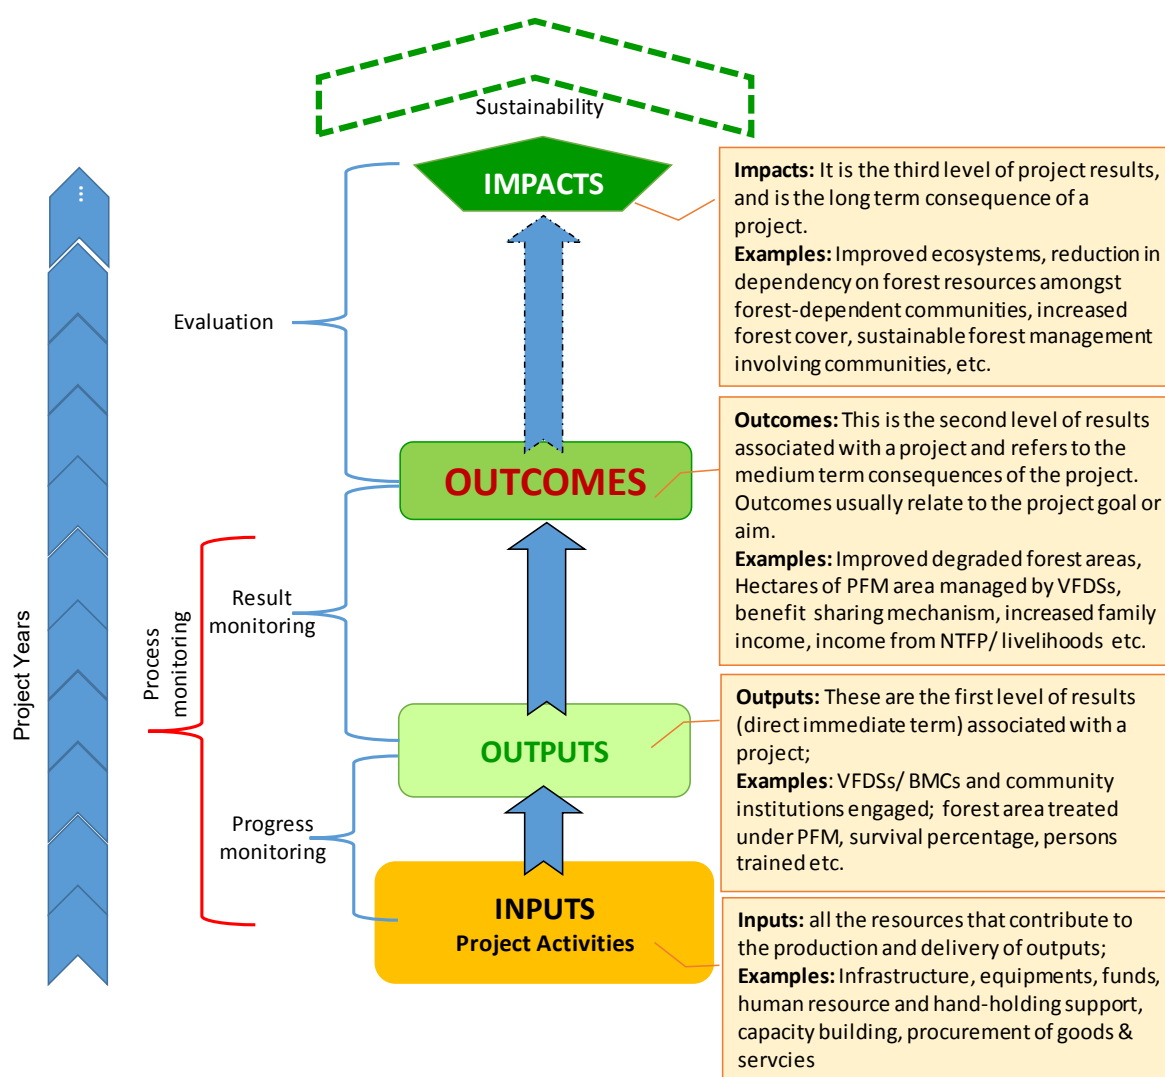 Sustainability
IMPACTS
Impacts: It is the third level of project results,
and is the long term consequence of a
project.
Examples: Improved ecosystems, reduction in
dependency on forest resources amongst
forest-dependent communities, increased
forest cover, sustainable forest management
involving communities, etc.
...
Evaluation
OUTCOMES
Outcomes: This is the second level of results
associated with a project and refers to the
medium term consequences of the project.
Outcomes usually relate to the project goal or
aim.
Examples: Improved degraded forest areas,
Hectares of PFM area managed by VFDSs,
benefit sharing mechanism, increased family
income, income from NTFP/ livelihoods etc.
Project Years
Process
monitoring
Result
monitoring
OUTPUTS
Outputs: These are the first level of results
(direct immediate term) associated with a
project;
Examples: VFDSs/ BMCs and community
institutions engaged; forest area treated
under PFM, survival percentage, persons
trained etc.
Progress
monitoring
INPUTS
Project Activities
Inputs: all the resources that contribute to
the production and delivery of outputs;
Examples: Infrastructure, equipments, funds,
human resource and hand-holding support,
capacity building, procurement of goods &
servcies